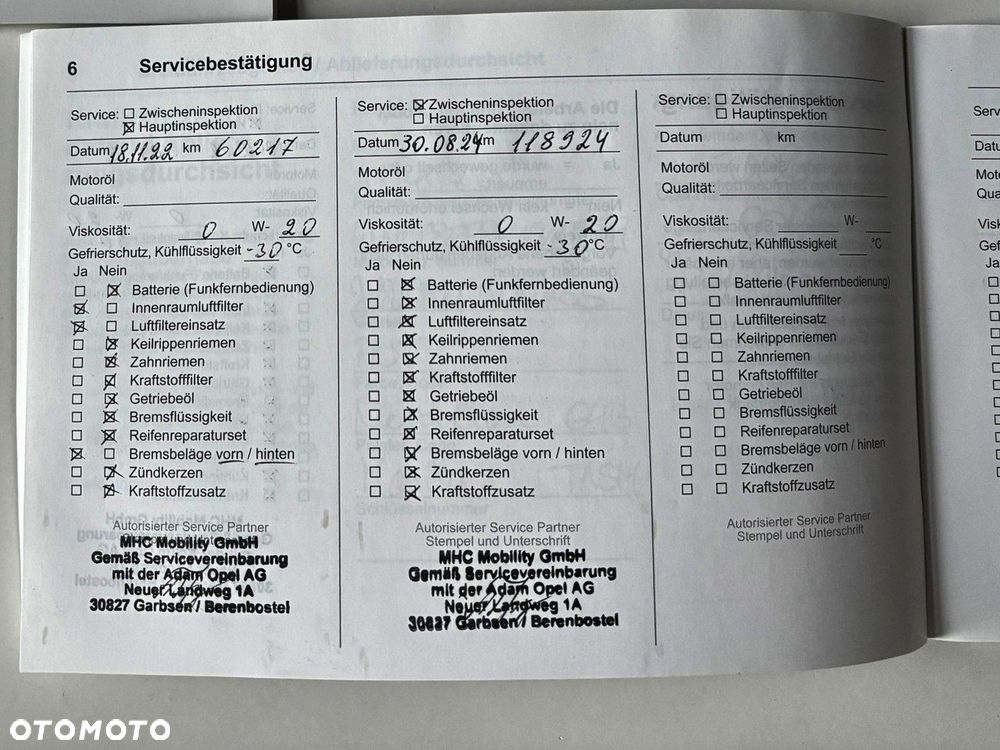 6 Servicebestätigung
Service: ☐ Zwischeninspektion
☒ Hauptinspektion
Datum 18.11.22 km 60217
Motoröl
Qualität:
Viskosität: 0 W- 20
Gefrierschutz, Kühlflüssigkeit -30 °C
Ja Nein
☐ ☒ Batterie (Funkfernbedienung)
☒ ☐ Innenraumluftfilter
☒ ☐ Luftfiltereinsatz
☐ ☒ Keilrippenriemen
☐ ☒ Zahnriemen
☐ ☒ Kraftstofffilter
☐ ☒ Getriebeöl
☐ ☒ Bremsflüssigkeit
☐ ☒ Reifenreparaturset
☒ ☐ Bremsbeläge vorn / hinten
☐ ☒ Zündkerzen
☐ ☒ Kraftstoffzusatz
Autorisierter Service Partner
MHC Mobility GmbH
Gemäß Servicevereinbarung
mit der Adam Opel AG
Neuer Landweg 1A
30827 Garbsen / Berenbostel
Service: ☒ Zwischeninspektion
☐ Hauptinspektion
Datum 30.08.24 km 118924
Motoröl
Qualität:
Viskosität: 0 W- 20
Gefrierschutz, Kühlflüssigkeit -30 °C
Ja Nein
☐ ☒ Batterie (Funkfernbedienung)
☐ ☒ Innenraumluftfilter
☐ ☒ Luftfiltereinsatz
☐ ☒ Keilrippenriemen
☐ ☒ Zahnriemen
☐ ☒ Kraftstofffilter
☐ ☒ Getriebeöl
☐ ☒ Bremsflüssigkeit
☐ ☒ Reifenreparaturset
☐ ☒ Bremsbeläge vorn / hinten
☐ ☒ Zündkerzen
☐ ☒ Kraftstoffzusatz
Autorisierter Service Partner
Stempel und Unterschrift
MHC Mobility GmbH
Gemäß Servicevereinbarung
mit der Adam Opel AG
Neuer Landweg 1A
30827 Garbsen / Berenbostel
Service: ☐ Zwischeninspektion
☐ Hauptinspektion
Datum km
Motoröl
Qualität:
Viskosität: W-
Gefrierschutz, Kühlflüssigkeit °C
Ja Nein
☐ ☐ Batterie (Funkfernbedienung)
☐ ☐ Innenraumluftfilter
☐ ☐ Luftfiltereinsatz
☐ ☐ Keilrippenriemen
☐ ☐ Zahnriemen
☐ ☐ Kraftstofffilter
☐ ☐ Getriebeöl
☐ ☐ Bremsflüssigkeit
☐ ☐ Reifenreparaturset
☐ ☐ Bremsbeläge vorn / hinten
☐ ☐ Zündkerzen
☐ ☐ Kraftstoffzusatz
Autorisierter Service Partner
Stempel und Unterschrift
OTOMOTO